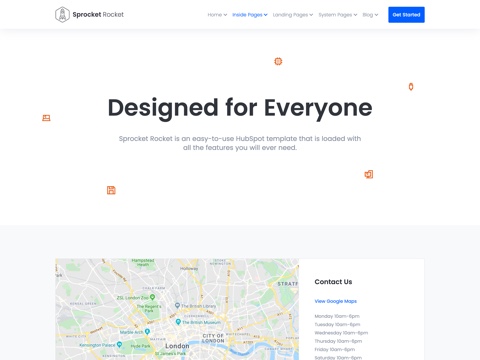 Sprocket Rocket
Home
Inside Pages
Landing Pages
System Pages
Blog
Get Started
Designed for Everyone
Sprocket Rocket is an easy-to-use HubSpot template that is loaded with
all the features you will ever need.
Contact Us
View Google Maps
Monday 10am–6pm
Tuesday 10am–6pm
Wednesday 10am–6pm
Thursday 10am–6pm
Friday 10am–6pm
Saturday 10am–6pm
Hampstead Heath
Holloway
ZSL London Zoo
The Regent's Park
British Library
The British Museum
Marble Arch
Hyde Park
Kensington Palace
St James's Park
CITY OF
LONDON
London